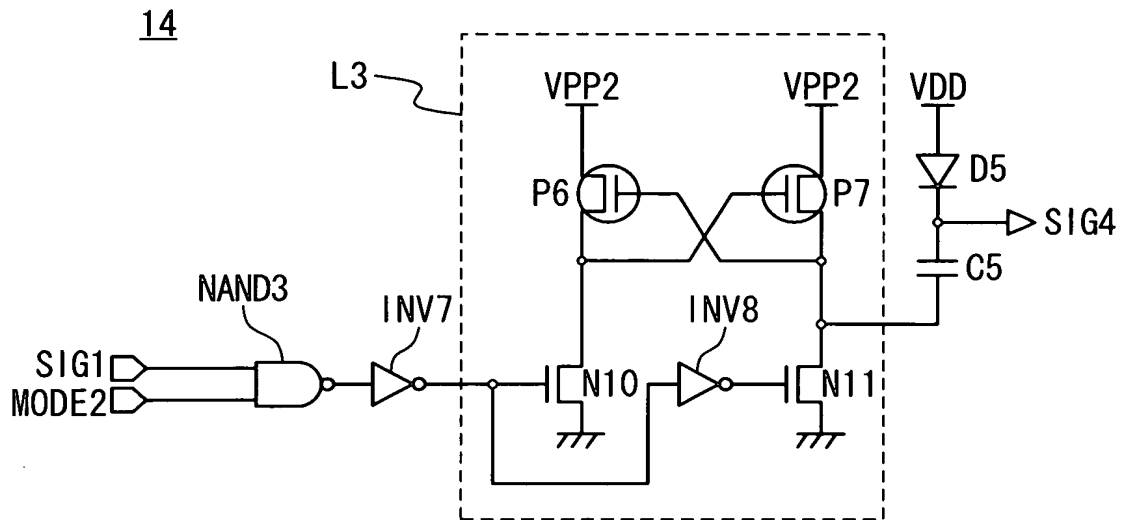 14
L3
VPP2
VPP2
VDD
P6
P7
D5
SIG4
C5
NAND3
INV7
INV8
SIG1
MODE2
N10
N11